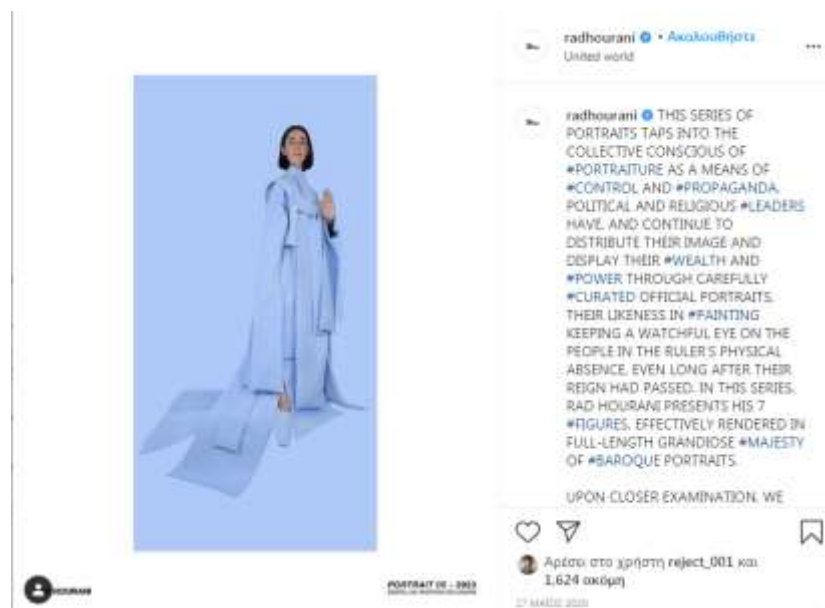 radhourani • Ακολουθήστε
United world
radhourani THIS SERIES OF
PORTRAITS TAPS INTO THE
COLLECTIVE CONSCIOUS OF
#PORTRAITURE AS A MEANS OF
#CONTROL AND #PROPAGANDA.
POLITICAL AND RELIGIOUS #LEADERS
HAVE, AND CONTINUE TO
DISTRIBUTE THEIR IMAGE AND
DISPLAY THEIR #WEALTH AND
#POWER THROUGH CAREFULLY
#CURATED OFFICIAL PORTRAITS.
THEIR LIKENESS IN #PAINTING
KEEPING A WATCHFUL EYE ON THE
PEOPLE IN THE RULER'S PHYSICAL
ABSENCE, EVEN LONG AFTER THEIR
REIGN HAD PASSED. IN THIS SERIES,
RAD HOURANI PRESENTS HIS 7
#FIGURES, EFFECTIVELY RENDERED IN
FULL-LENGTH GRANDIOSE #MAJESTY
OF #BAROQUE PORTRAITS.
UPON CLOSER EXAMINATION, WE
Αρέσει στο χρήστη reject_001 και
1,624 ακόμη
27 ΜΑΪΟΣ 2020
HOURANI
PORTRAIT